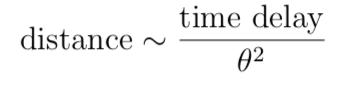 distance ~ time delay / θ²